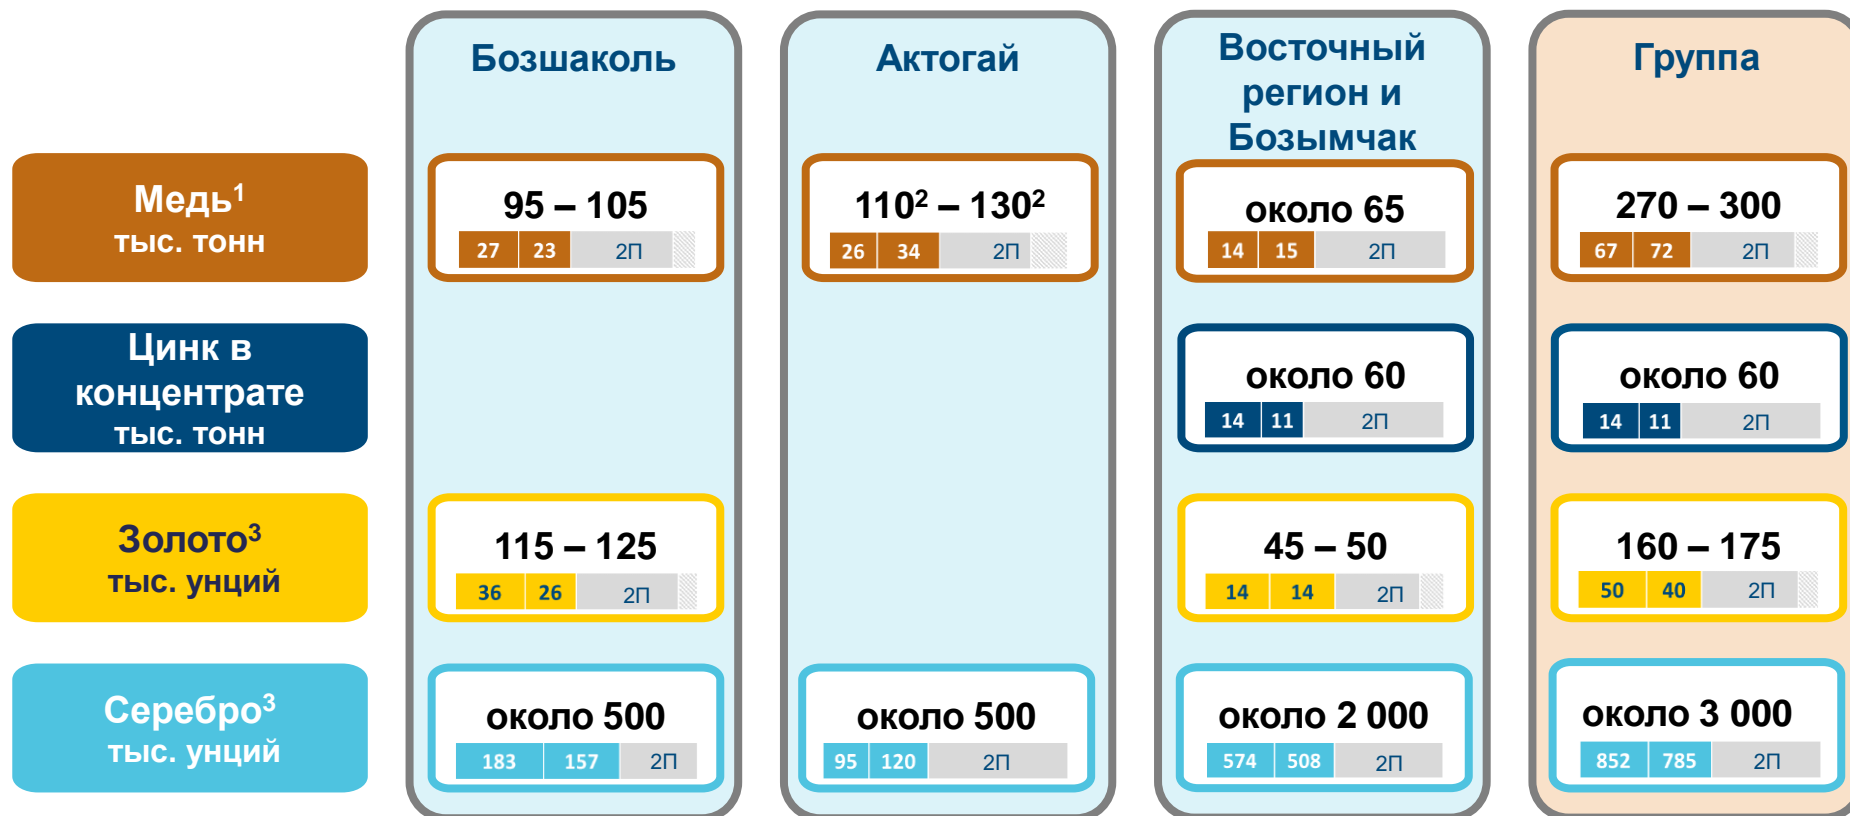 Бозшаколь
Актогай
Восточный
регион и
Бозымчак
Группа
Медь¹
тыс. тонн
95 – 105
27 23 2П
110² – 130²
26 34 2П
около 65
14 15 2П
270 – 300
67 72 2П
Цинк в
концентрате
тыс. тонн
около 60
14 11 2П
около 60
14 11 2П
Золото³
тыс. унций
115 – 125
36 26 2П
45 – 50
14 14 2П
160 – 175
50 40 2П
Серебро³
тыс. унций
около 500
183 157 2П
около 500
95 120 2П
около 2 000
574 508 2П
около 3 000
852 785 2П